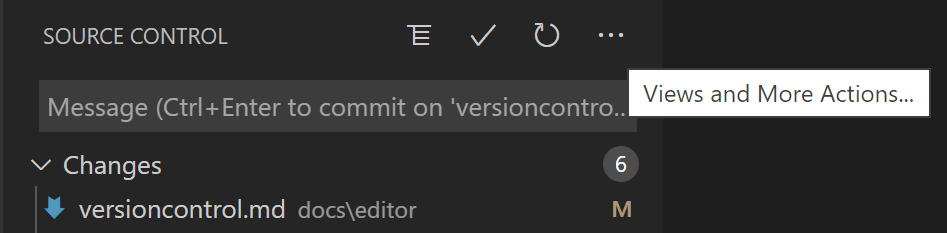 SOURCE CONTROL
Views and More Actions...
Message (Ctrl+Enter to commit on 'versioncontro...
Changes 6
versioncontrol.md docs\editor M